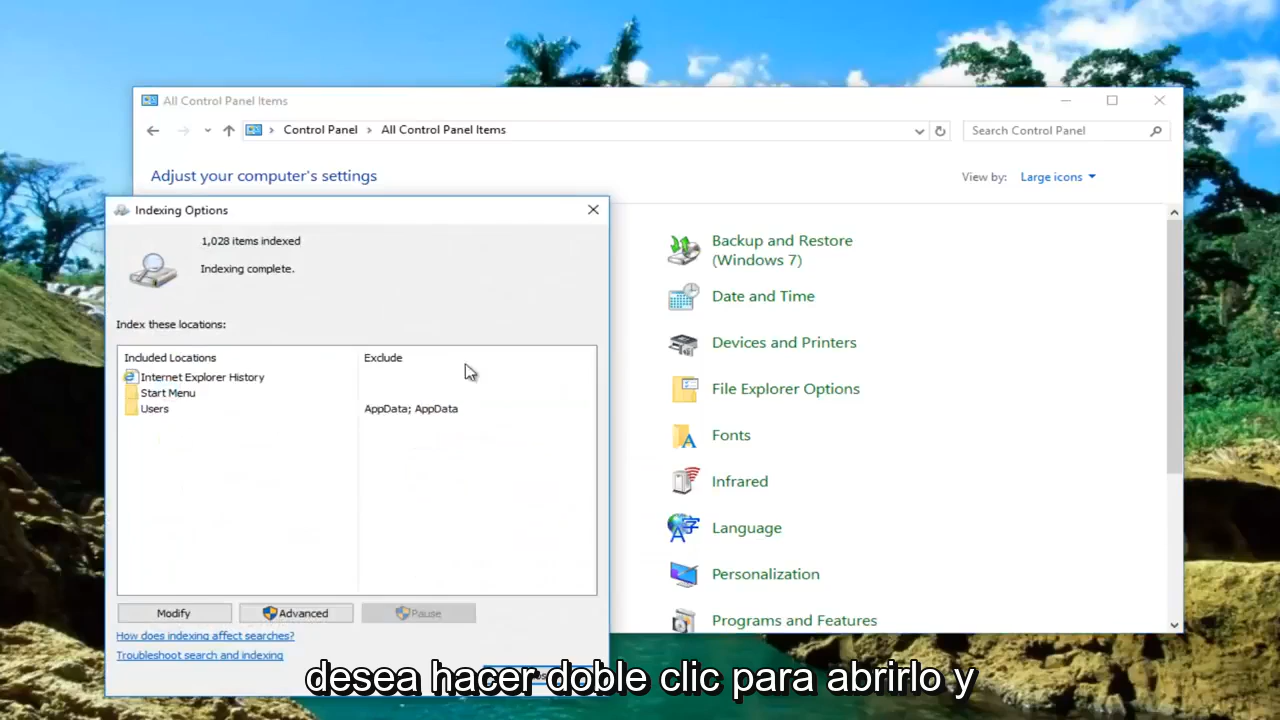 All Control Panel Items
Control Panel > All Control Panel Items
Search Control Panel
Adjust your computer's settings
View by: Large icons
Indexing Options
1,028 items indexed
Indexing complete.
Index these locations:
Included Locations Exclude
Internet Explorer History
Start Menu
Users AppData; AppData
Modify Advanced Pause
How does indexing affect searches?
Troubleshoot search and indexing
Backup and Restore
(Windows 7)
Date and Time
Devices and Printers
File Explorer Options
Fonts
Infrared
Language
Personalization
Programs and Features
desea hacer doble clic para abrirlo y